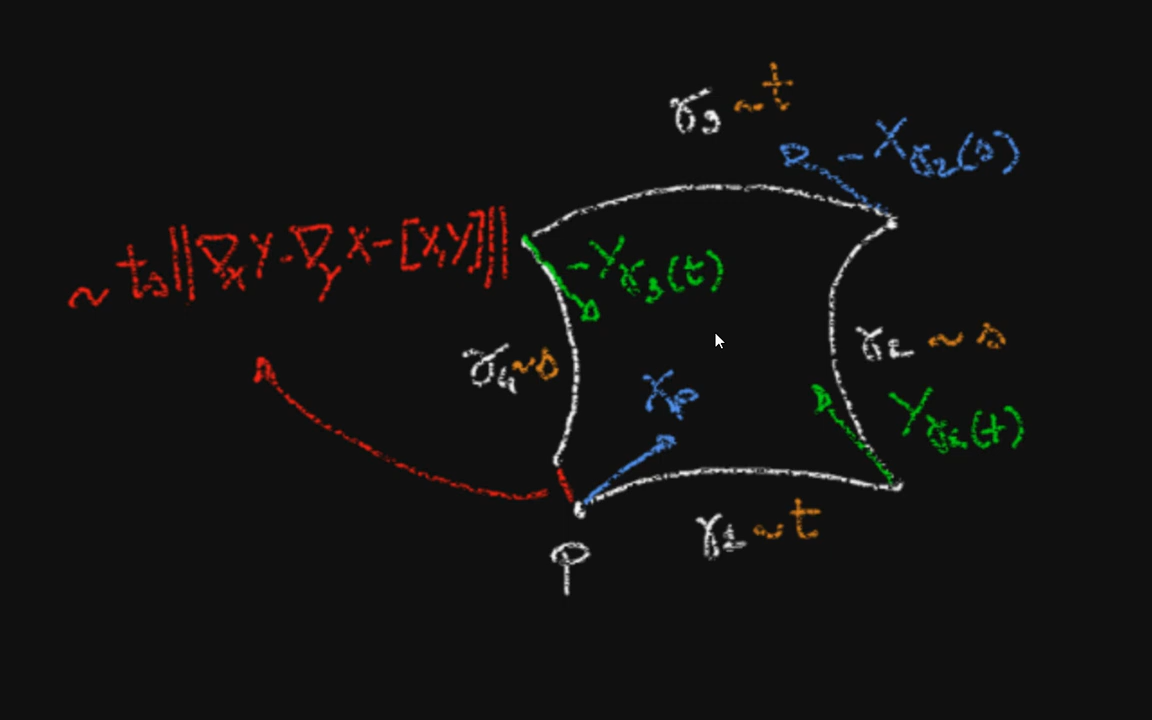 γ₃ ~ t
-X_γ₂(s)
~ ts||∇_X Y - ∇_Y X - [X,Y]||
-Y_γ₃(t)
γ₄ ~ s
γ₂ ~ s
X_p
Y_γ₁(t)
γ₁ ~ t
P